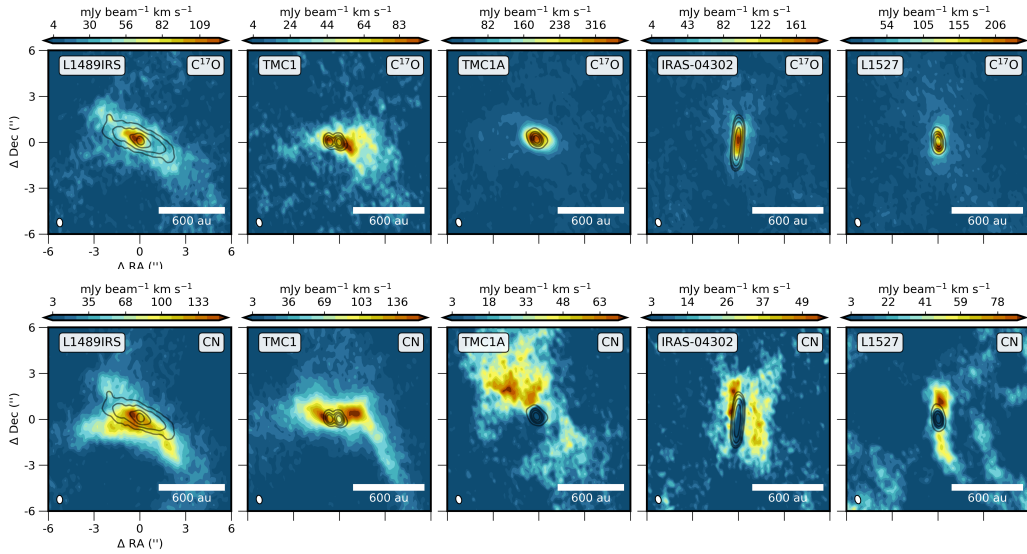 mJy beam⁻¹ km s⁻¹ mJy beam⁻¹ km s⁻¹ mJy beam⁻¹ km s⁻¹ mJy beam⁻¹ km s⁻¹ mJy beam⁻¹ km s⁻¹
4 30 56 82 109 4 24 44 63 83 82 160 238 316 4 43 82 122 161 54 105 155 206
6 L1489IRS C¹⁷O TMC1 C¹⁷O TMC1A C¹⁷O IRAS-04302 C¹⁷O L1527 C¹⁷O
3
Δ Dec ('') 0
-3
600 au 600 au 600 au 600 au 600 au
-6
-6 -3 0 3 6
Δ RA ('')
mJy beam⁻¹ km s⁻¹ mJy beam⁻¹ km s⁻¹ mJy beam⁻¹ km s⁻¹ mJy beam⁻¹ km s⁻¹ mJy beam⁻¹ km s⁻¹
3 35 68 100 133 3 36 69 103 136 3 18 33 48 63 3 14 26 37 49 3 22 41 59 78
6 L1489IRS CN TMC1 CN TMC1A CN IRAS-04302 CN L1527 CN
3
Δ Dec ('') 0
-3
600 au 600 au 600 au 600 au 600 au
-6
-6 -3 0 3 6
Δ RA ('')